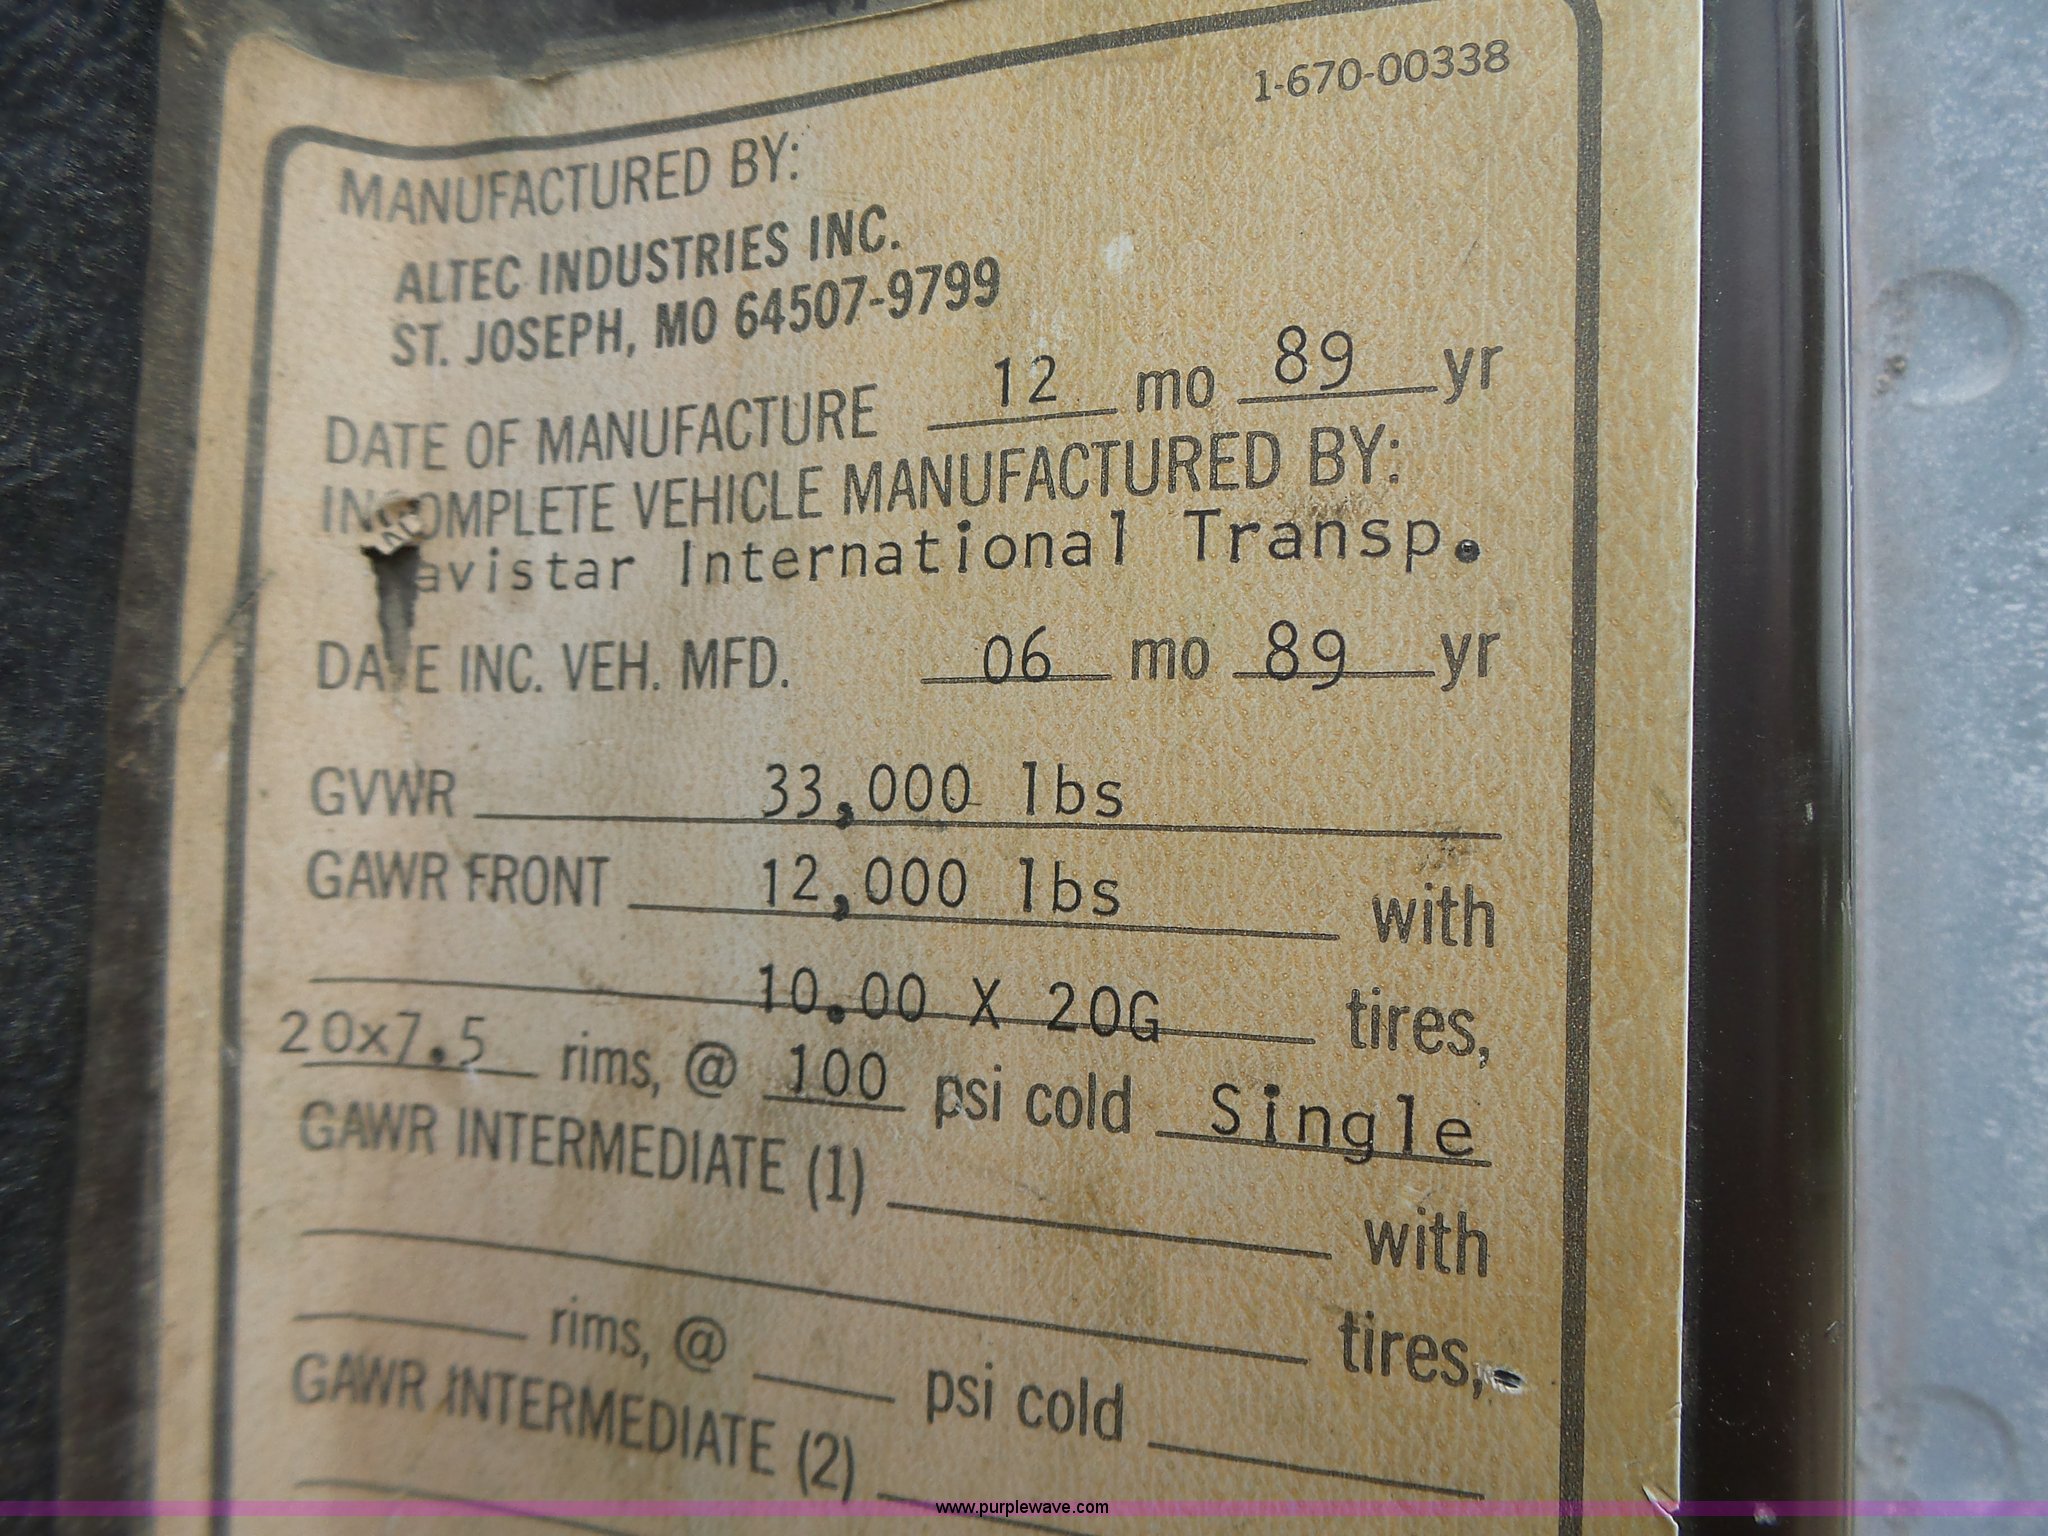 1-670-00338
MANUFACTURED BY:
ALTEC INDUSTRIES INC.
ST. JOSEPH, MO 64507-9799
DATE OF MANUFACTURE 12 mo 89 yr
INCOMPLETE VEHICLE MANUFACTURED BY:
avistar International Transp.
DATE INC. VEH. MFD. 06 mo 89 yr
GVWR 33,000 lbs
GAWR FRONT 12,000 lbs with
10.00 X 20G tires,
20x7.5 rims, @ 100 psi cold Single
GAWR INTERMEDIATE (1) with
tires,
rims, @ psi cold
GAWR INTERMEDIATE (2)
www.purplewave.com